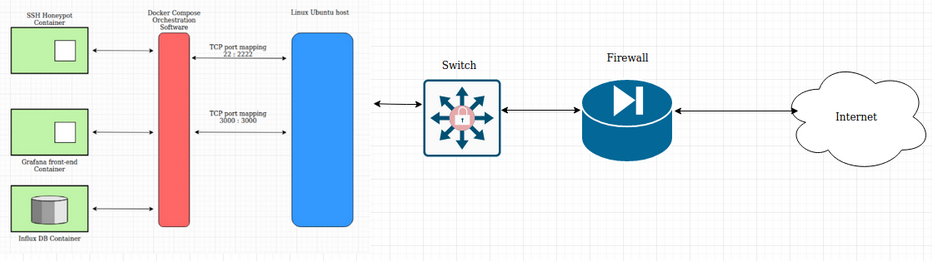 SSH Honeypot
Container
Docker Compose
Orchestration
Software
Linux Ubuntu host
TCP port mapping
22 : 2222
TCP port mapping
3000 : 3000
Grafana front-end
Container
Influx DB Container
Switch
Firewall
Internet